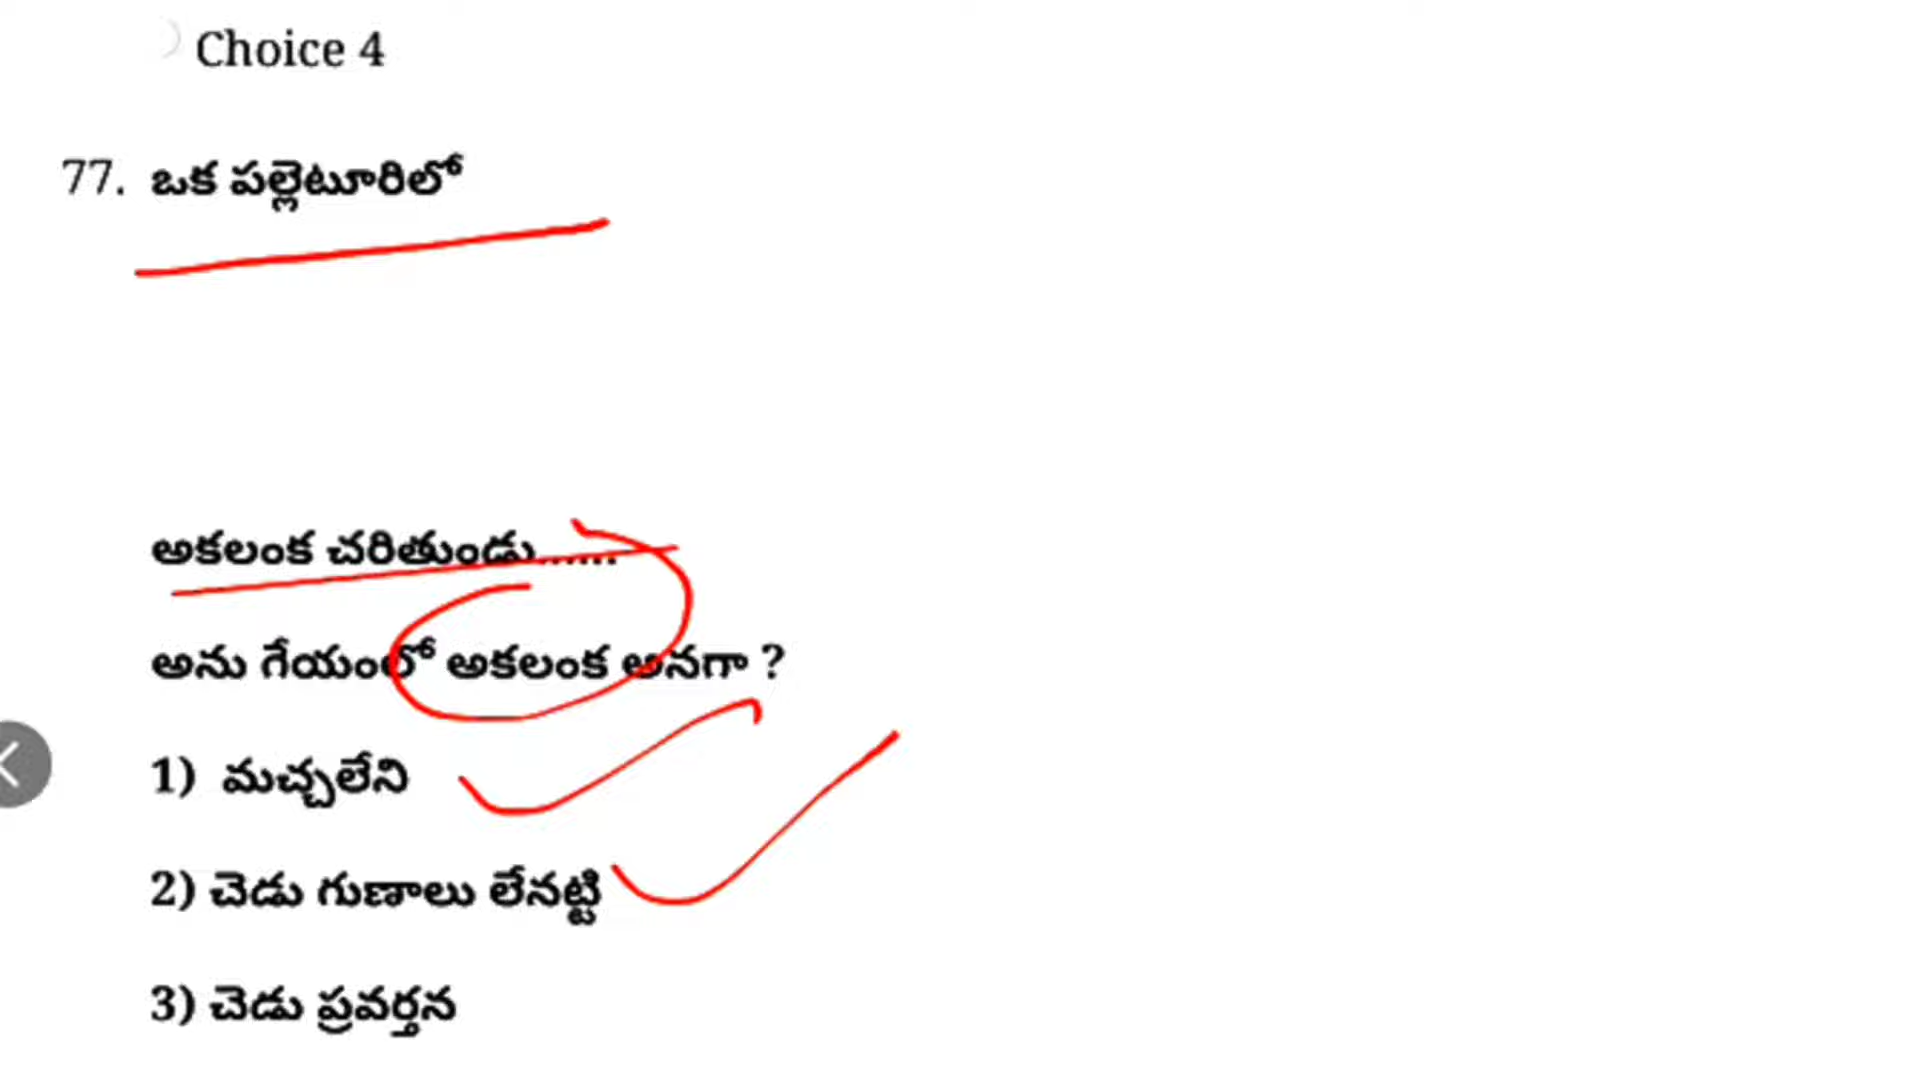 Choice 4
77. ఒక పల్లెటూరిలో
అకలంక చరితుండు......
అను గేయంలో అకలంక అనగా ?
1) మచ్చలేని
2) చెడు గుణాలు లేనట్టి
3) చెడు ప్రవర్తన